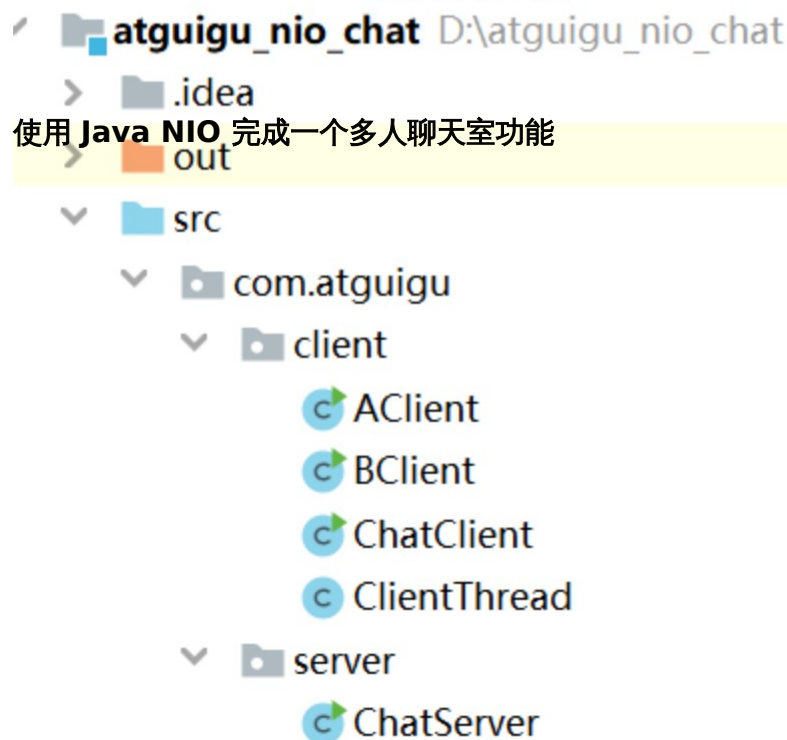 atguigu_nio_chat D:\atguigu_nio_chat
.idea
使用 Java NIO 完成一个多人聊天室功能
out
src
com.atguigu
client
AClient
BClient
ChatClient
ClientThread
server
ChatServer